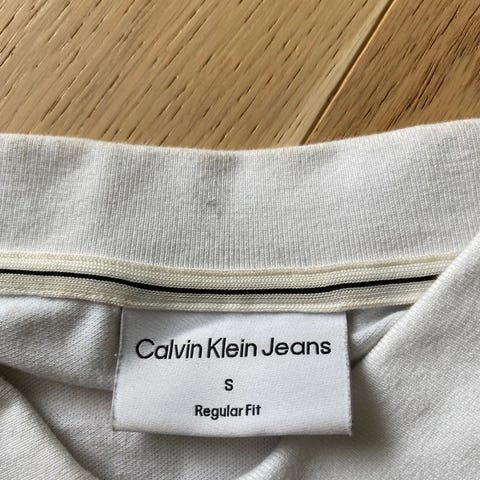 Calvin Klein Jeans
S
Regular Fit